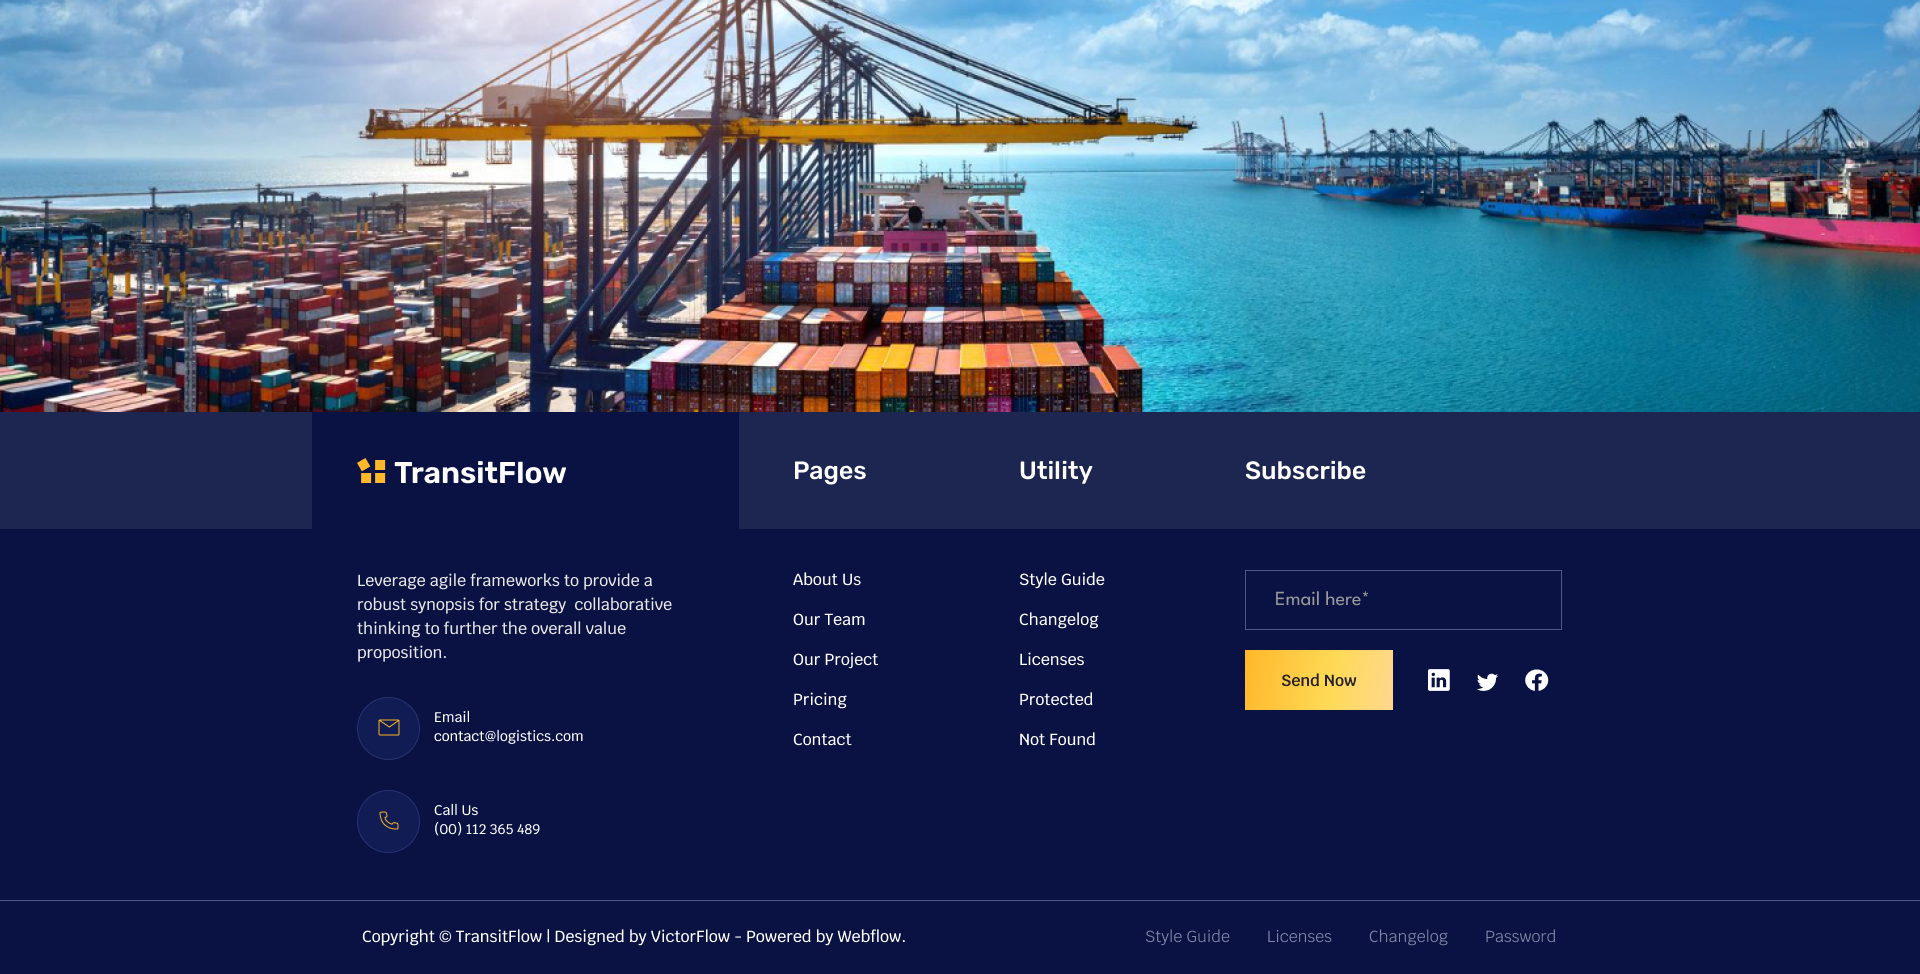 TransitFlow
Pages
Utility
Subscribe
Leverage agile frameworks to provide a
robust synopsis for strategy  collaborative
thinking to further the overall value
proposition.
Email
contact@logistics.com
Call Us
(00) 112 365 489
About Us
Our Team
Our Project
Pricing
Contact
Style Guide
Changelog
Licenses
Protected
Not Found
Email here*
Send Now
Copyright © TransitFlow | Designed by VictorFlow - Powered by Webflow.
Style Guide
Licenses
Changelog
Password